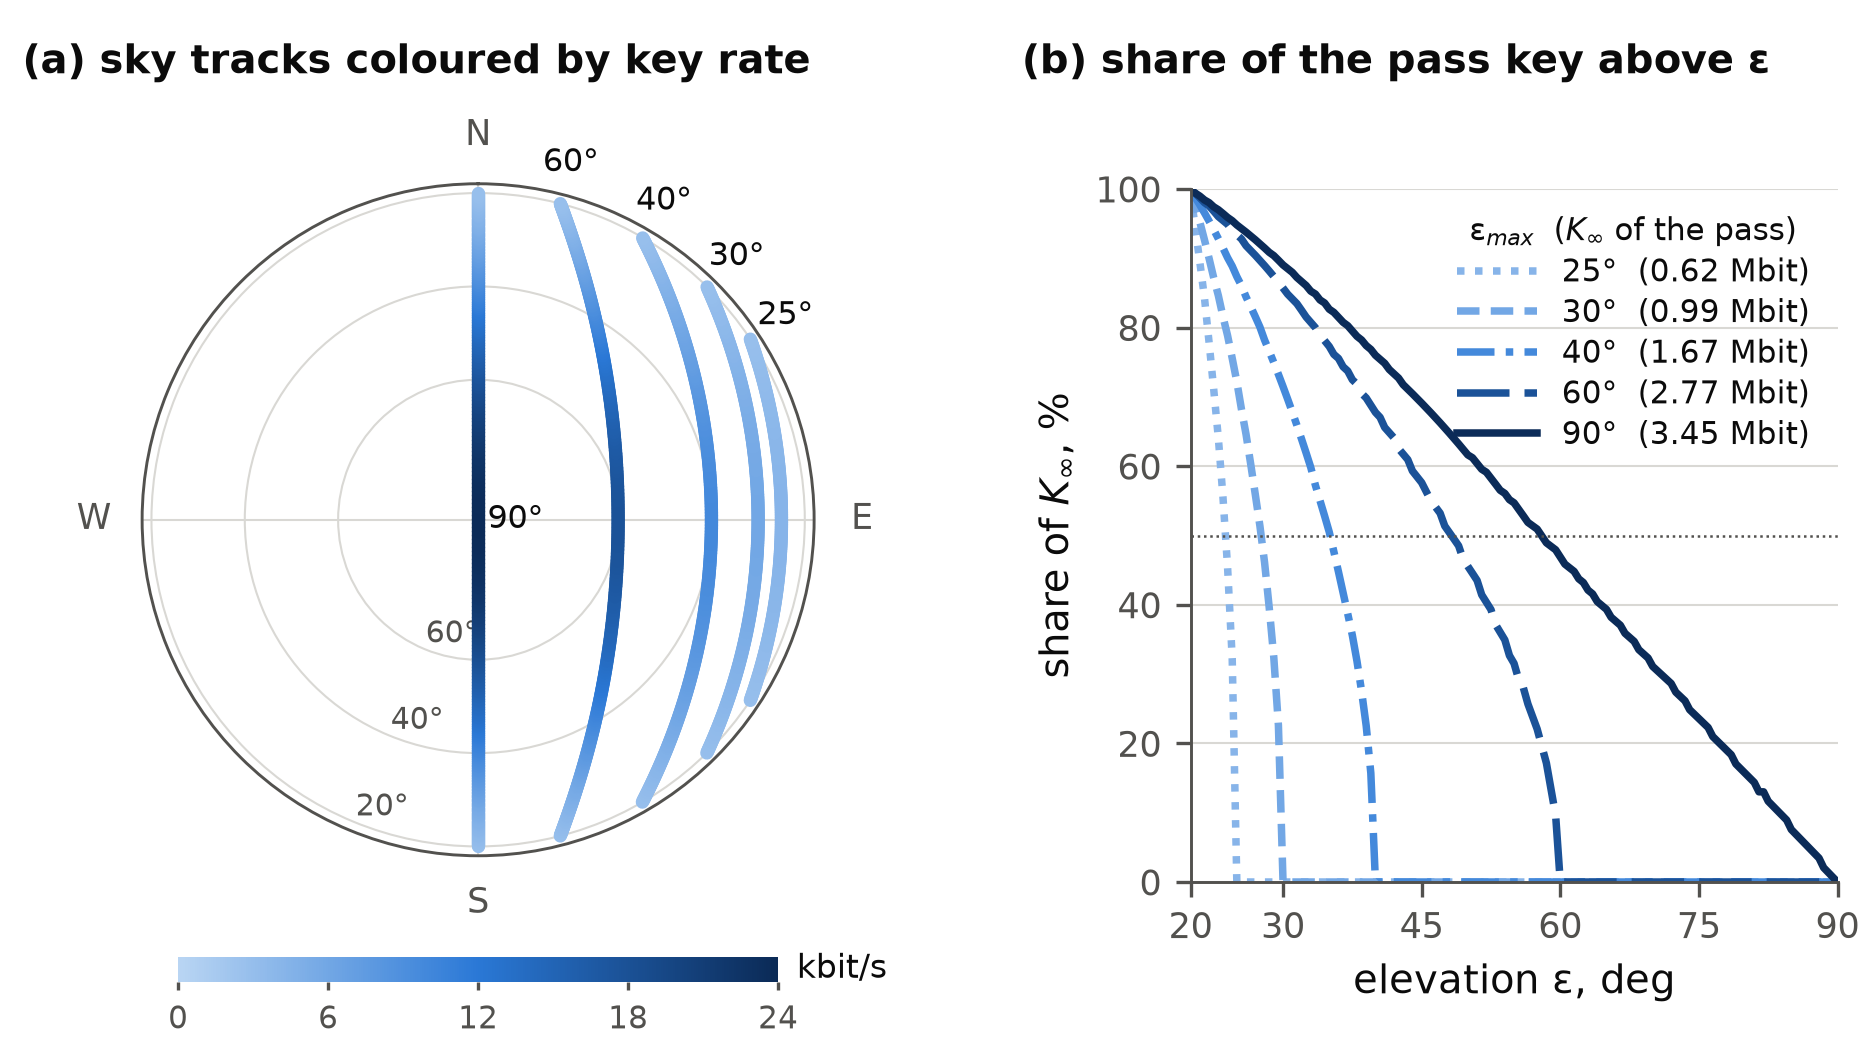 (a) sky tracks coloured by key rate
N
60°
40°
30°
25°
W
90°
E
60°
40°
20°
S
kbit/s
0 6 12 18 24
(b) share of the pass key above ε
share of K∞, %
100
80
60
40
20
0
εmax (K∞ of the pass)
25° (0.62 Mbit)
30° (0.99 Mbit)
40° (1.67 Mbit)
60° (2.77 Mbit)
90° (3.45 Mbit)
20 30 45 60 75 90
elevation ε, deg